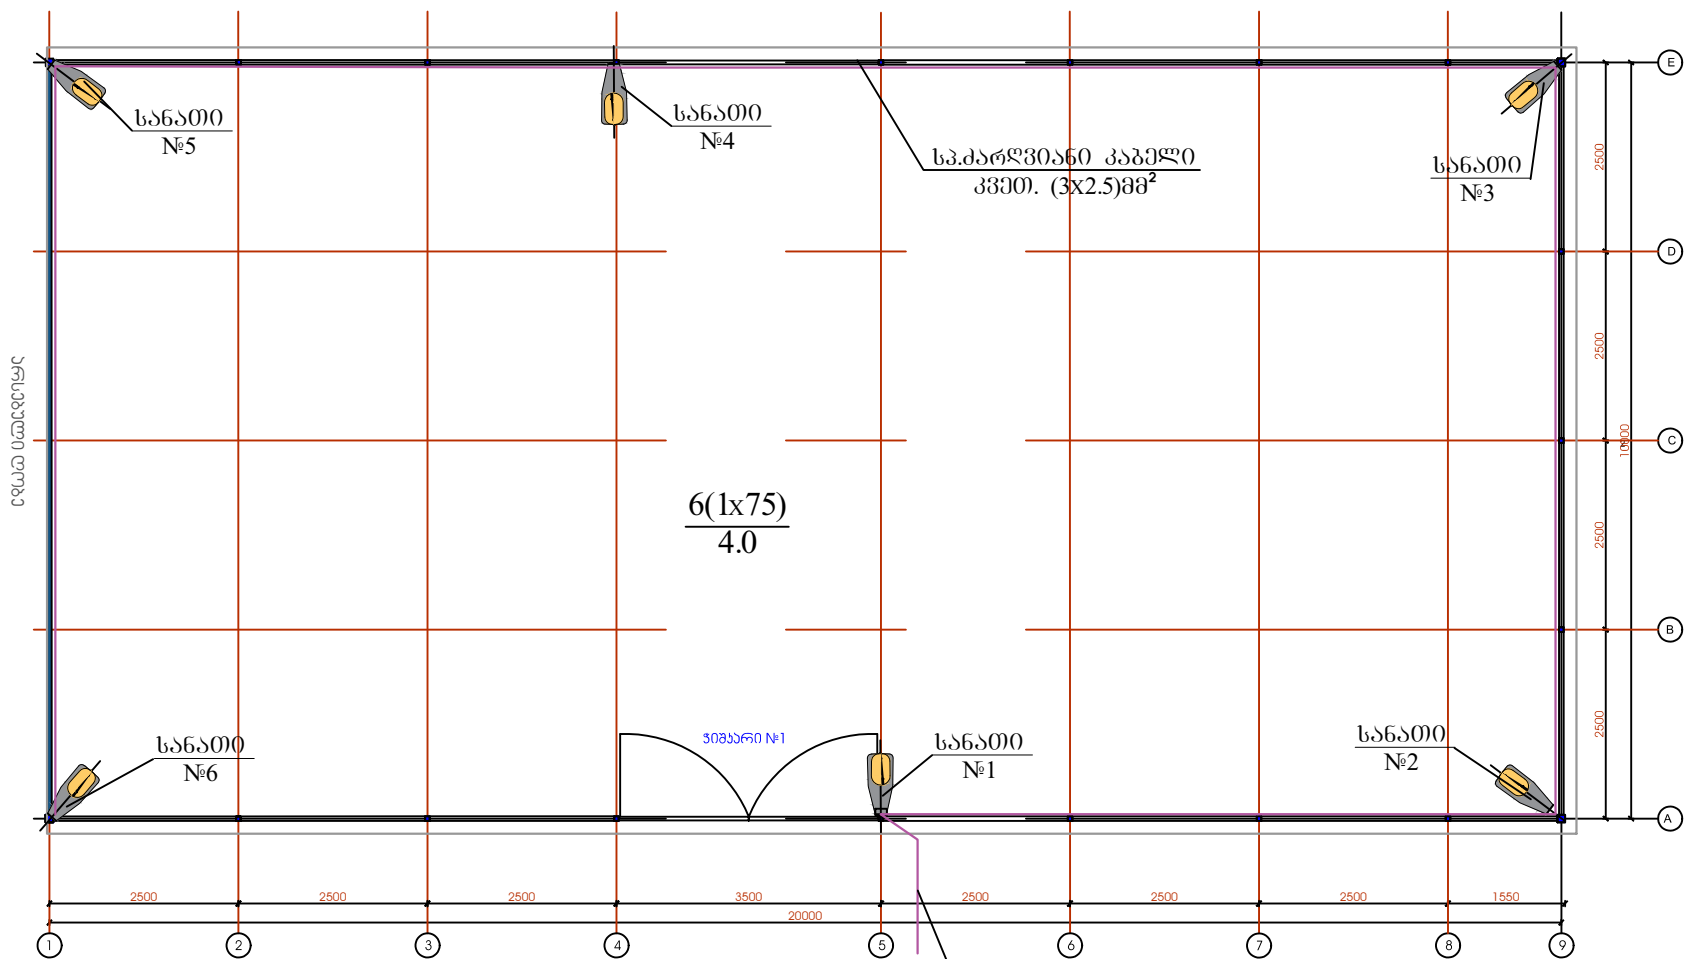 E
სანათი
№5
სანათი
№4
სპ.ძარღვიანი კაბელი
კვეთ. (3x2.5)მმ²
სანათი
№3
2500
D
2500
10000
C
6(1x75)
4.0
2500
B
სანათი
№6
ჭიშკარი №1
სანათი
№1
სანათი
№2
2500
A
2500
2500
2500
3500
2500
2500
2500
1550
20000
1
2
3
4
5
6
7
8
9